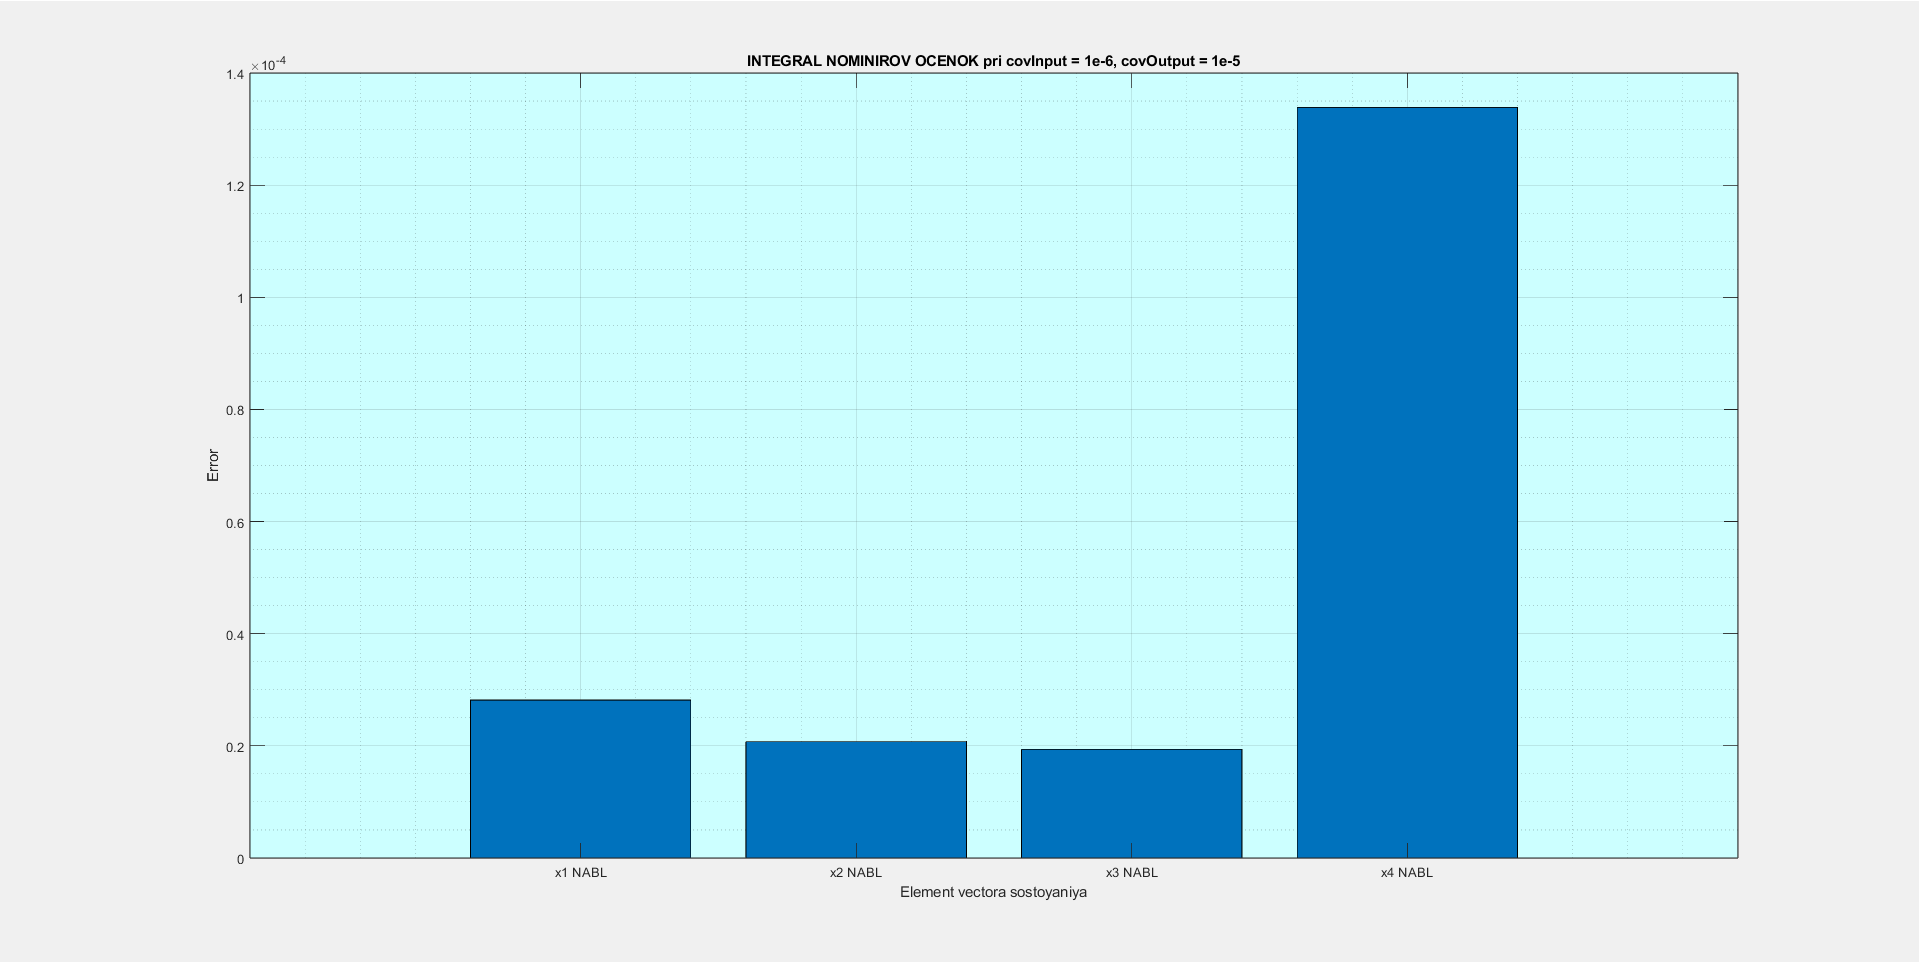 INTEGRAL NOMINIROV OCENOK pri covInput = 1e-6, covOutput = 1e-5
×10-4
1.4
1.2
1
0.8
0.6
0.4
0.2
0
Error
x1 NABL x2 NABL x3 NABL x4 NABL
Element vectora sostoyaniya